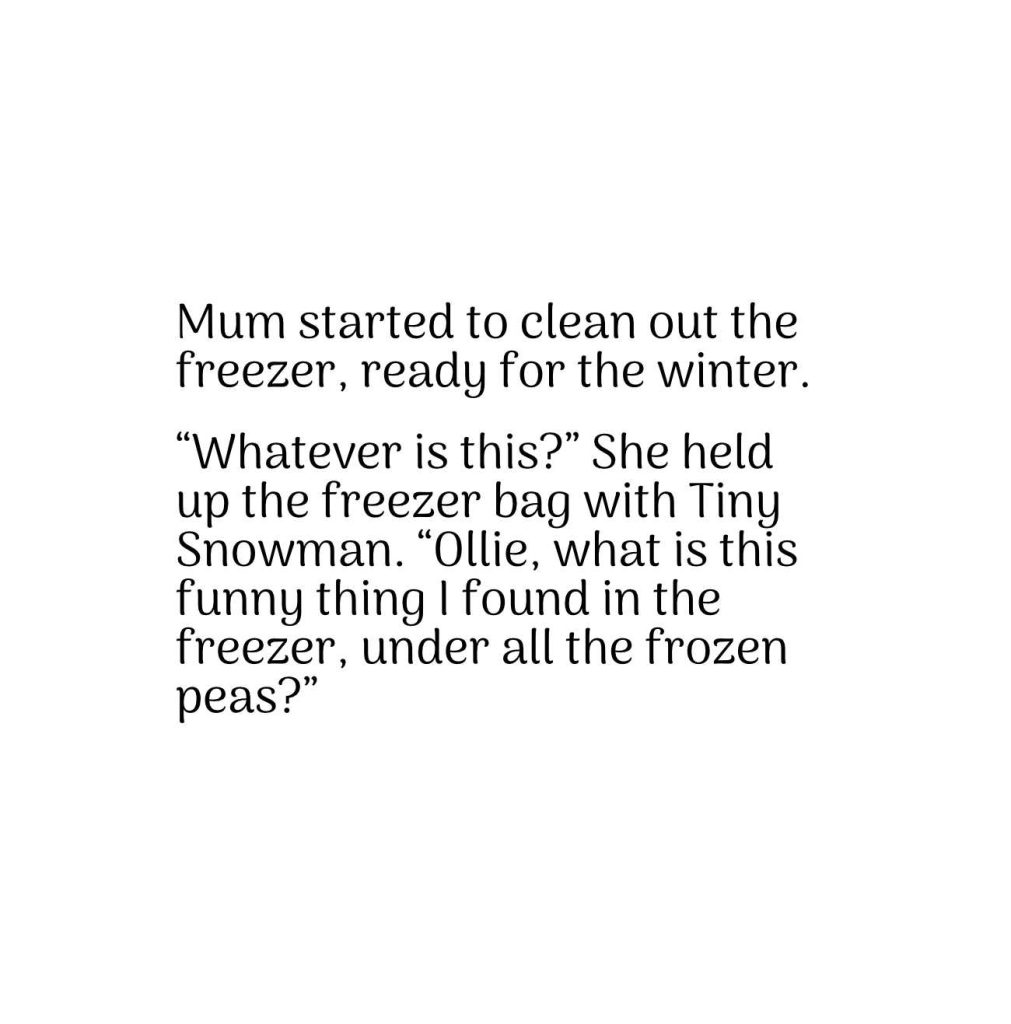 Mum started to clean out the
freezer, ready for the winter.
“Whatever is this?” She held
up the freezer bag with Tiny
Snowman. “Ollie, what is this
funny thing I found in the
freezer, under all the frozen
peas?”